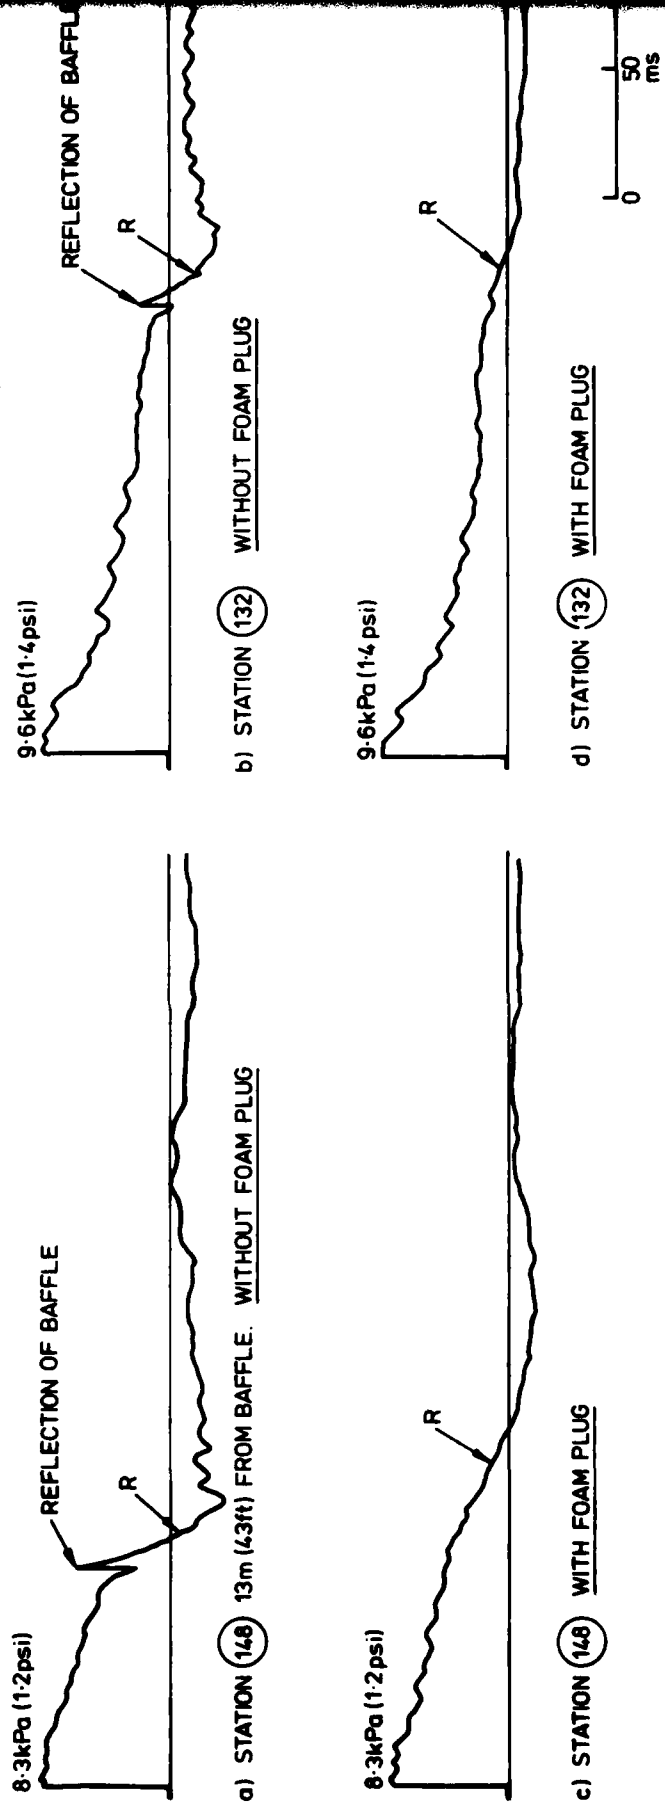 8·3kPa (1·2psi)
REFLECTION OF BAFFLE
R
a) STATION 148 13m (43ft) FROM BAFFLE. WITHOUT FOAM PLUG
9·6kPa (1·4psi)
REFLECTION OF BAFFLE
R
b) STATION 132 WITHOUT FOAM PLUG
8·3kPa (1·2psi)
R
c) STATION 148 WITH FOAM PLUG
9·6kPa (1·4psi)
R
d) STATION 132 WITH FOAM PLUG
0 50
ms